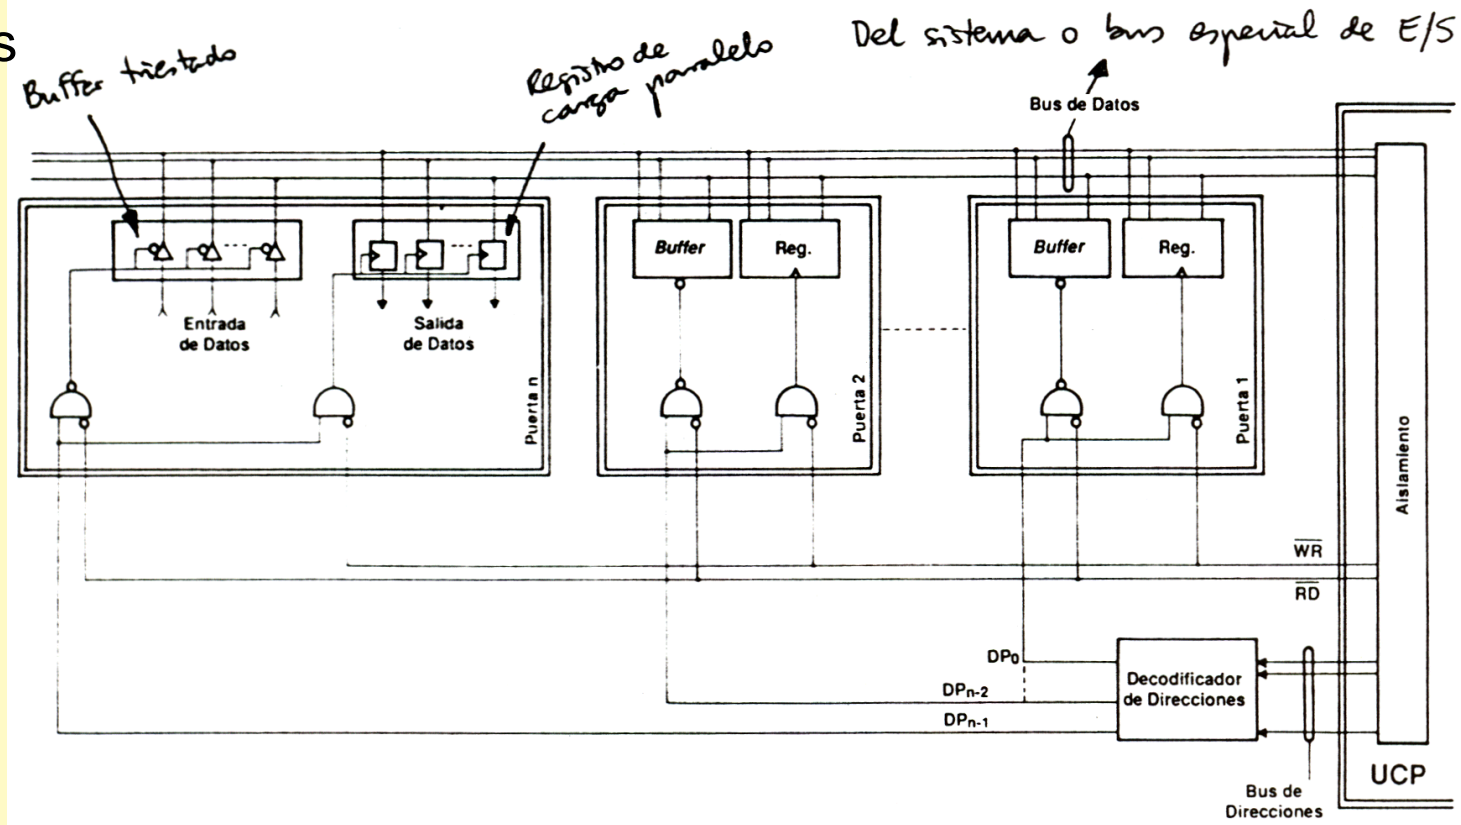 s
Buffer triestado
Registro de
carga paralelo
Del sistema o bus especial de E/S
Bus de Datos
Buffer
Reg.
Buffer
Reg.
Entrada
de Datos
Salida
de Datos
Puerta n
Puerta 2
Puerta 1
Aislamiento
WR
RD
DP0
DPn-2
DPn-1
Decodificador
de Direcciones
UCP
Bus de
Direcciones